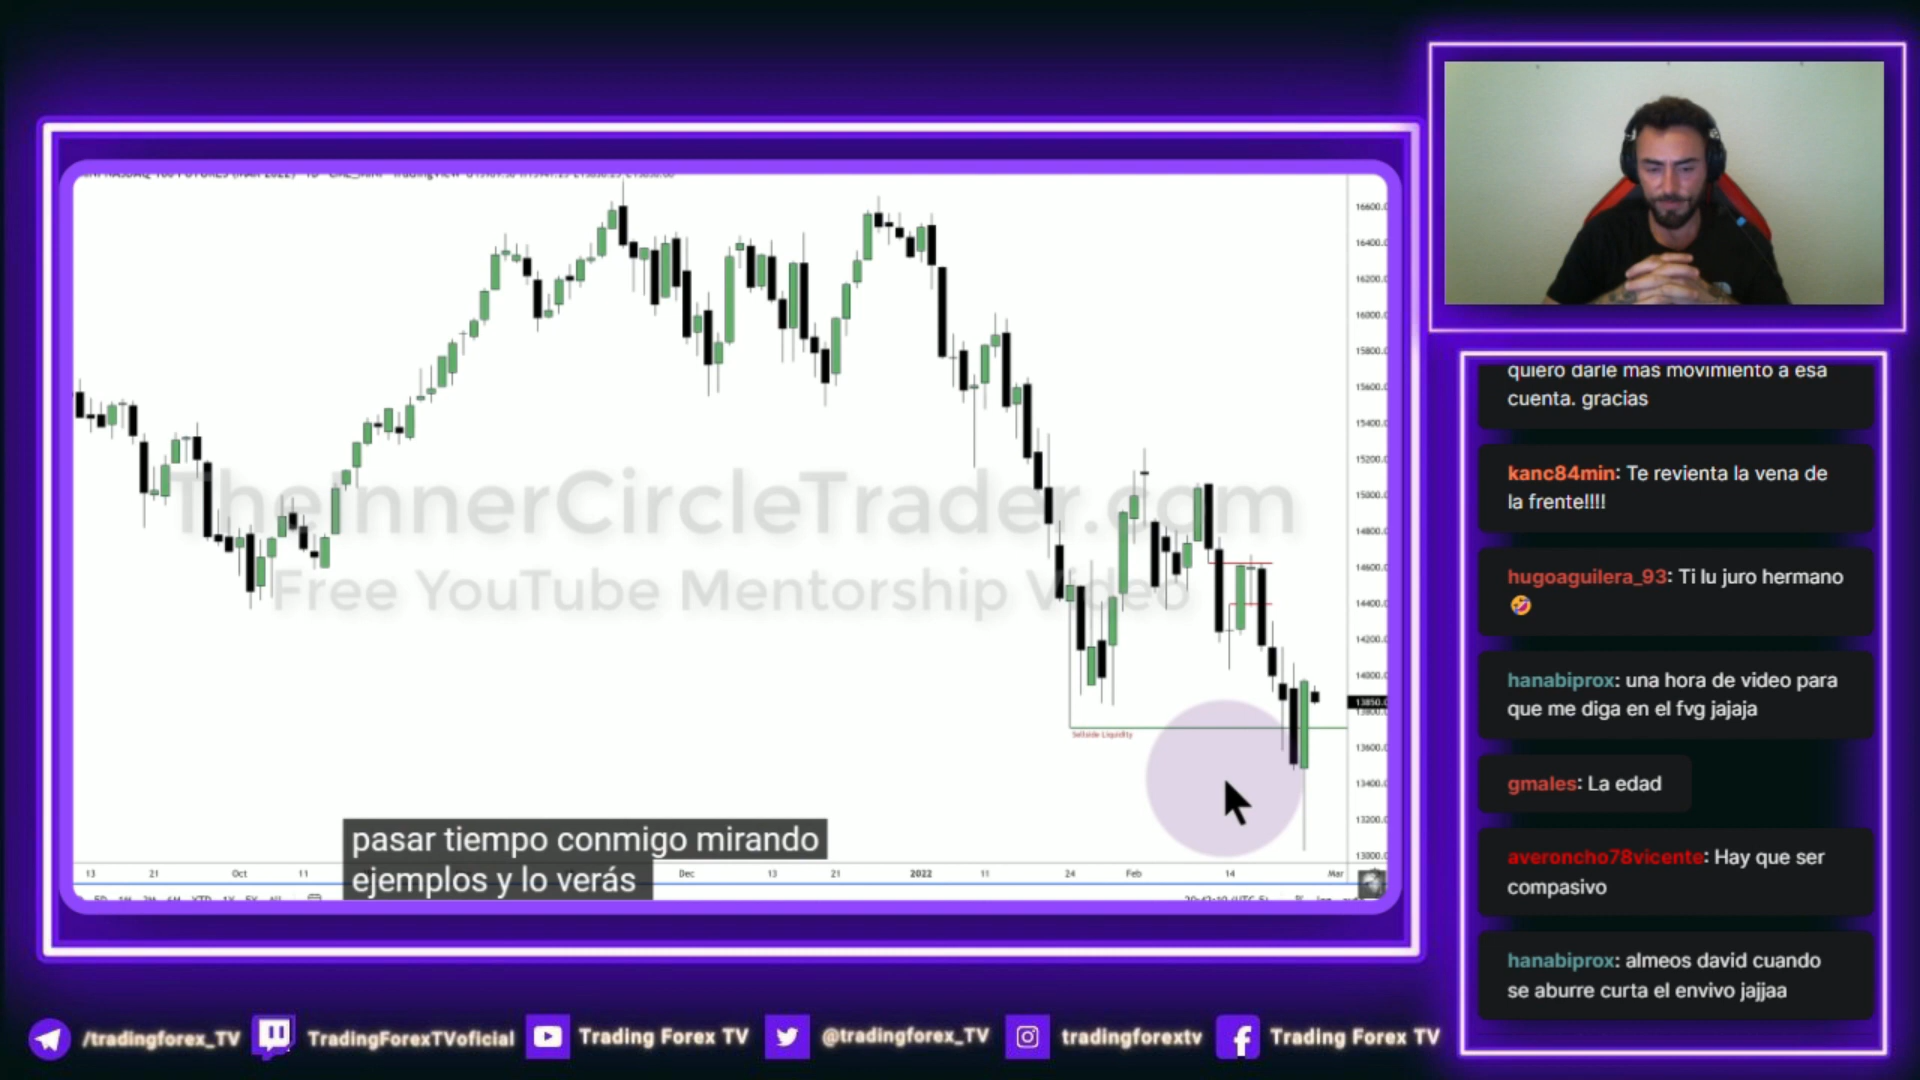 16600.0
16400.0
16200.0
16000.0
15800.0
15600.0
15400.0
15200.0
15000.0
14800.0
14600.0
14400.0
14200.0
14000.0
13850.0
13800.0
13600.0
13400.0
13200.0
13000.0
TheInnerCircleTrader.com
Free YouTube Mentorship Video
Sellside Liquidity
pasar tiempo conmigo mirando
ejemplos y lo verás
13 21 Oct 11 Dec 13 21 2022 11 24 Feb 14 Mar
quiero darle mas movimiento a esa
cuenta. gracias
kanc84min: Te revienta la vena de
la frente!!!!
hugoaguilera_93: Ti lu juro hermano
🤣
hanabiprox: una hora de video para
que me diga en el fvg jajaja
gmales: La edad
averoncho78vicente: Hay que ser
compasivo
hanabiprox: almeos david cuando
se aburre curta el envivo jajjaa
/tradingforex_TV TradingForexTVoficial Trading Forex TV @tradingforex_TV tradingforextv Trading Forex TV